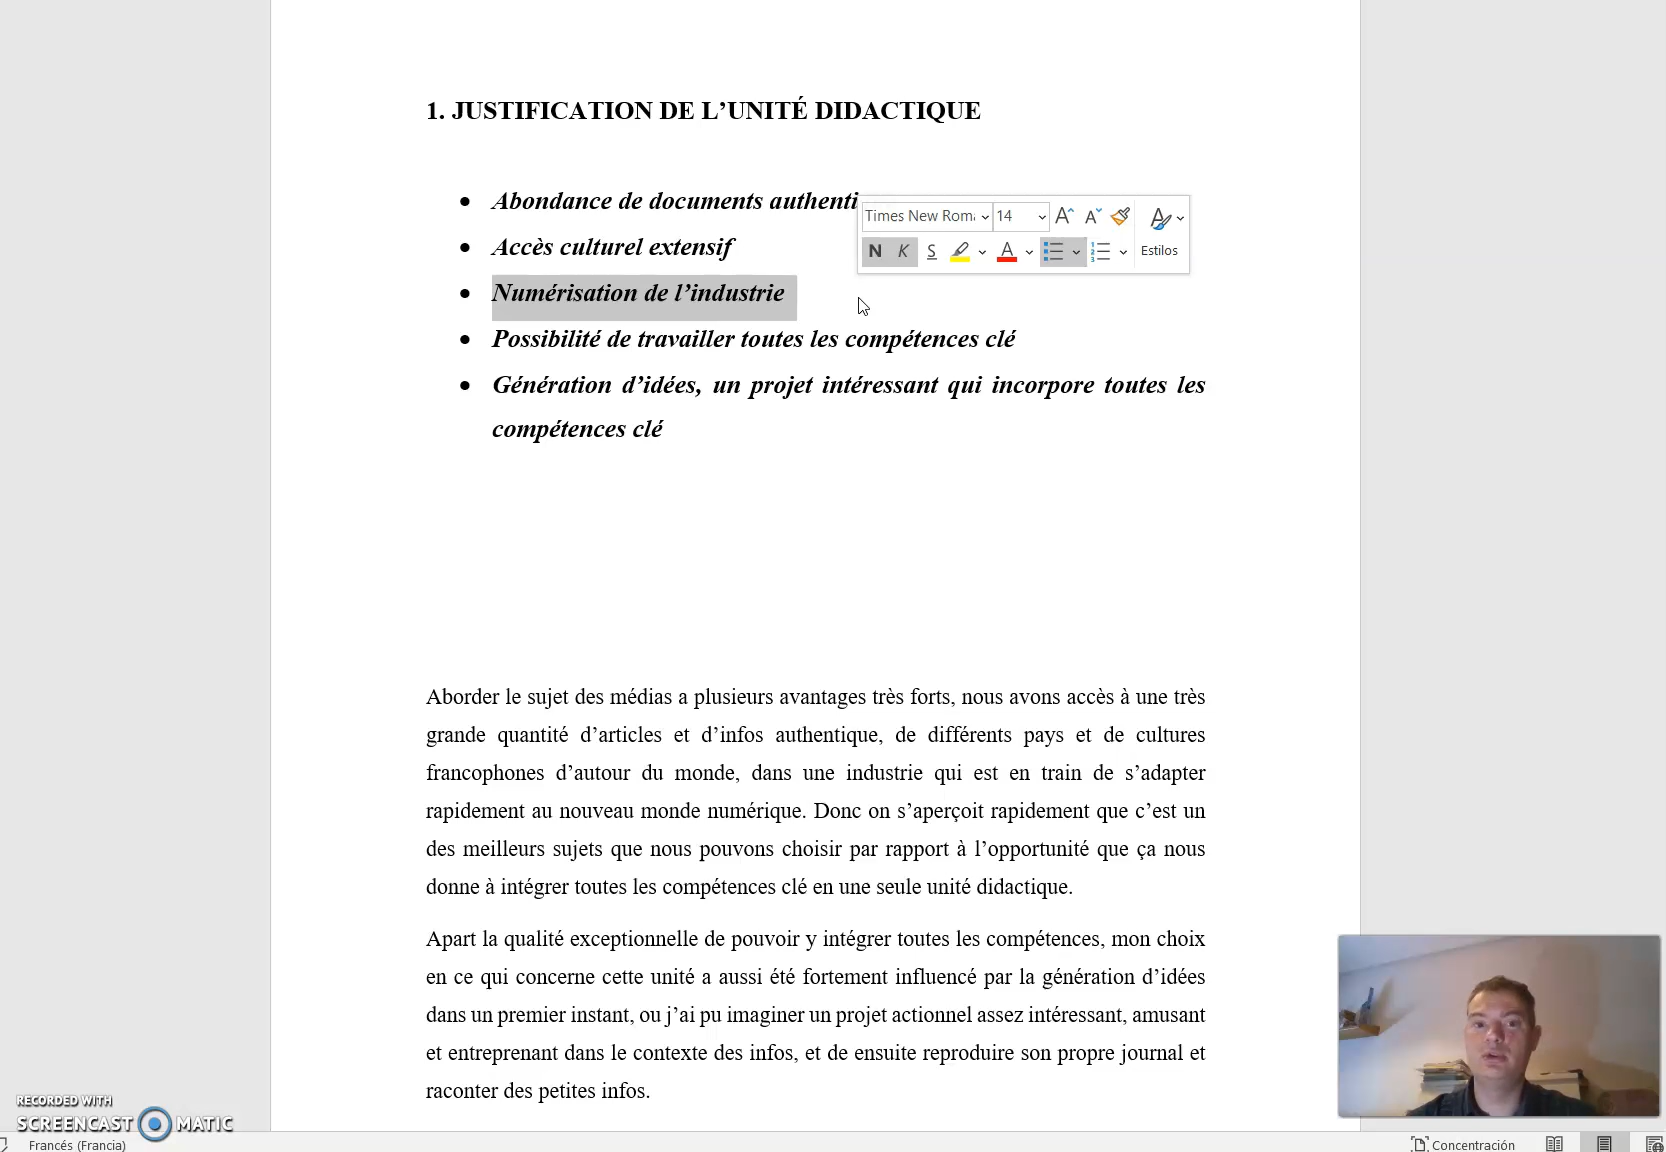 1. JUSTIFICATION DE L’UNITÉ DIDACTIQUE
• Abondance de documents authenti
Times New Roma 14
• Accès culturel extensif
N K S A Estilos
• Numérisation de l’industrie
• Possibilité de travailler toutes les compétences clé
• Génération d’idées, un projet intéressant qui incorpore toutes les
compétences clé
Aborder le sujet des médias a plusieurs avantages très forts, nous avons accès à une très
grande quantité d’articles et d’infos authentique, de différents pays et de cultures
francophones d’autour du monde, dans une industrie qui est en train de s’adapter
rapidement au nouveau monde numérique. Donc on s’aperçoit rapidement que c’est un
des meilleurs sujets que nous pouvons choisir par rapport à l’opportunité que ça nous
donne à intégrer toutes les compétences clé en une seule unité didactique.
Apart la qualité exceptionnelle de pouvoir y intégrer toutes les compétences, mon choix
en ce qui concerne cette unité a aussi été fortement influencé par la génération d’idées
dans un premier instant, ou j’ai pu imaginer un projet actionnel assez intéressant, amusant
et entreprenant dans le contexte des infos, et de ensuite reproduire son propre journal et
raconter des petites infos.
RECORDED WITH
SCREENCAST MATIC
Francés (Francia)
Concentración